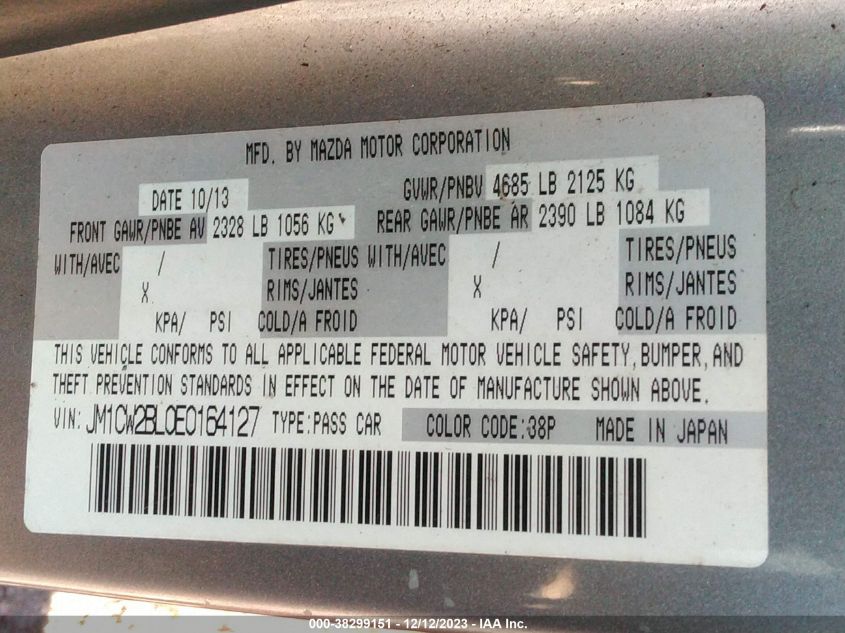 MFD. BY MAZDA MOTOR CORPORATION
DATE 10/13 GVWR/PNBV 4685 LB 2125 KG
FRONT GAWR/PNBE AV 2328 LB 1056 KG REAR GAWR/PNBE AR 2390 LB 1084 KG
WITH/AVEC / TIRES/PNEUS WITH/AVEC / TIRES/PNEUS
X RIMS/JANTES X RIMS/JANTES
KPA/ PSI COLD/A FROID KPA/ PSI COLD/A FROID
THIS VEHICLE CONFORMS TO ALL APPLICABLE FEDERAL MOTOR VEHICLE SAFETY, BUMPER, AND
THEFT PREVENTION STANDARDS IN EFFECT ON THE DATE OF MANUFACTURE SHOWN ABOVE.
VIN: JM1CW2BL0E0164127 TYPE:PASS CAR COLOR CODE:38P MADE IN JAPAN
000-38299151 - 12/12/2023 - IAA Inc.